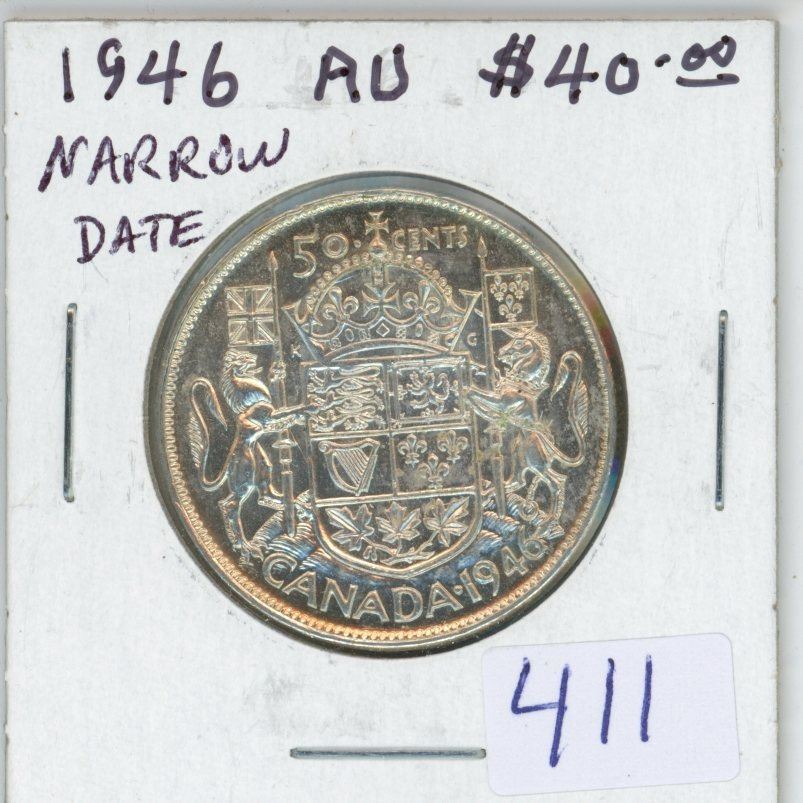 1946 AU $40.00
NARROW
DATE
50 CENTS
K G
CANADA · 1946
411